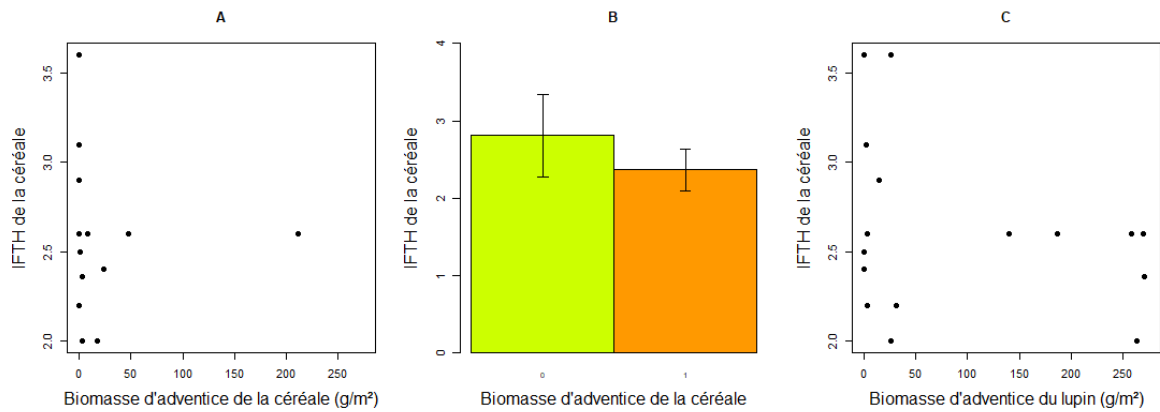 A
IFTH de la céréale
3.5
3.0
2.5
2.0
0 50 100 150 200 250
Biomasse d'adventice de la céréale (g/m²)
B
IFTH de la céréale
4
3
2
1
0
0 1
Biomasse d'adventice de la céréale
C
IFTH de la céréale
3.5
3.0
2.5
2.0
0 50 100 150 200 250
Biomasse d'adventice du lupin (g/m²)